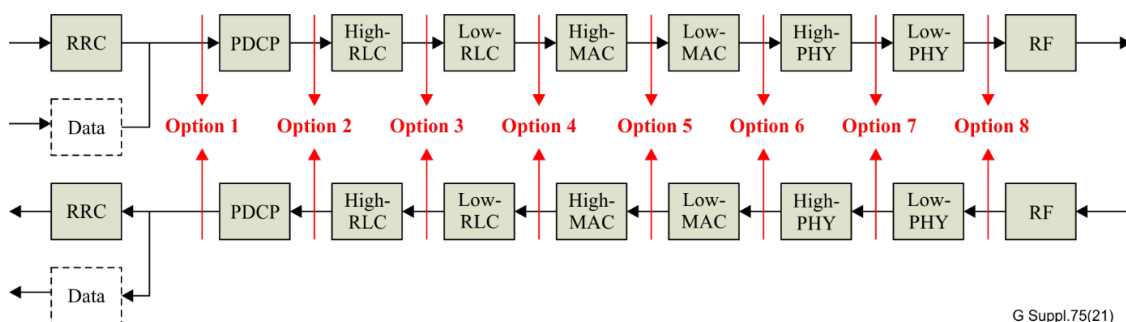 RRC
PDCP
High-
RLC
Low-
RLC
High-
MAC
Low-
MAC
High-
PHY
Low-
PHY
RF
Data
Option 1
Option 2
Option 3
Option 4
Option 5
Option 6
Option 7
Option 8
RRC
PDCP
High-
RLC
Low-
RLC
High-
MAC
Low-
MAC
High-
PHY
Low-
PHY
RF
Data
G Suppl.75(21)